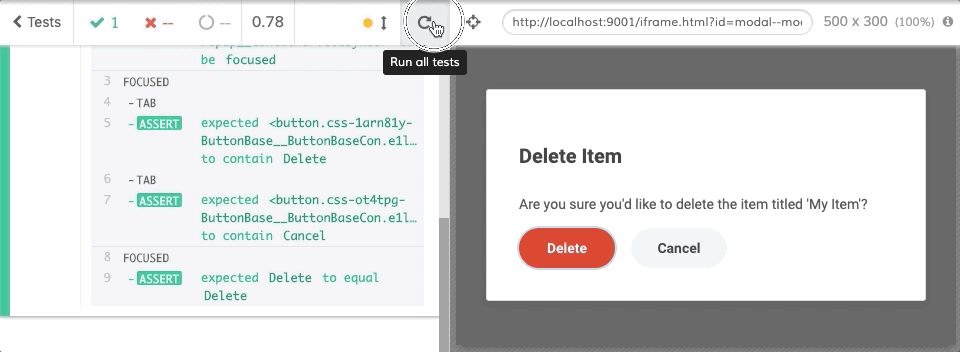 Tests
1
--
--
0.78
http://localhost:9001/iframe.html?id=modal--mo
500 x 300 (100%)
Run all tests
be focused
3 FOCUSED
4 -TAB
5 -ASSERT expected <button.css-1arn81y-
ButtonBase__ButtonBaseCon.e1l…
to contain Delete
6 -TAB
7 -ASSERT expected <button.css-ot4tpg-
ButtonBase__ButtonBaseCon.e1l…
to contain Cancel
8 FOCUSED
9 -ASSERT expected Delete to equal
Delete
Delete Item
Are you sure you'd like to delete the item titled 'My Item'?
Delete
Cancel